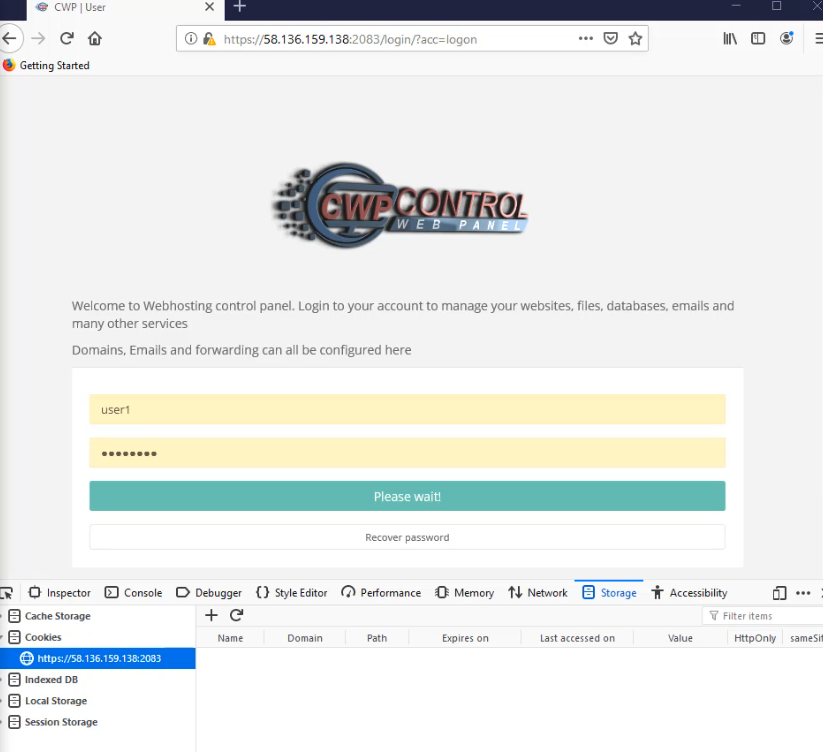 CWP | User
https://58.136.159.138:2083/login/?acc=logon
Getting Started
CWP CONTROL
WEB PANEL
Welcome to Webhosting control panel. Login to your account to manage your websites, files, databases, emails and
many other services
Domains, Emails and forwarding can all be configured here
user1
••••••••
Please wait!
Recover password
Inspector Console Debugger Style Editor Performance Memory Network Storage Accessibility
Cache Storage
Filter items
Cookies
Name Domain Path Expires on Last accessed on Value HttpOnly sameSit
https://58.136.159.138:2083
Indexed DB
Local Storage
Session Storage